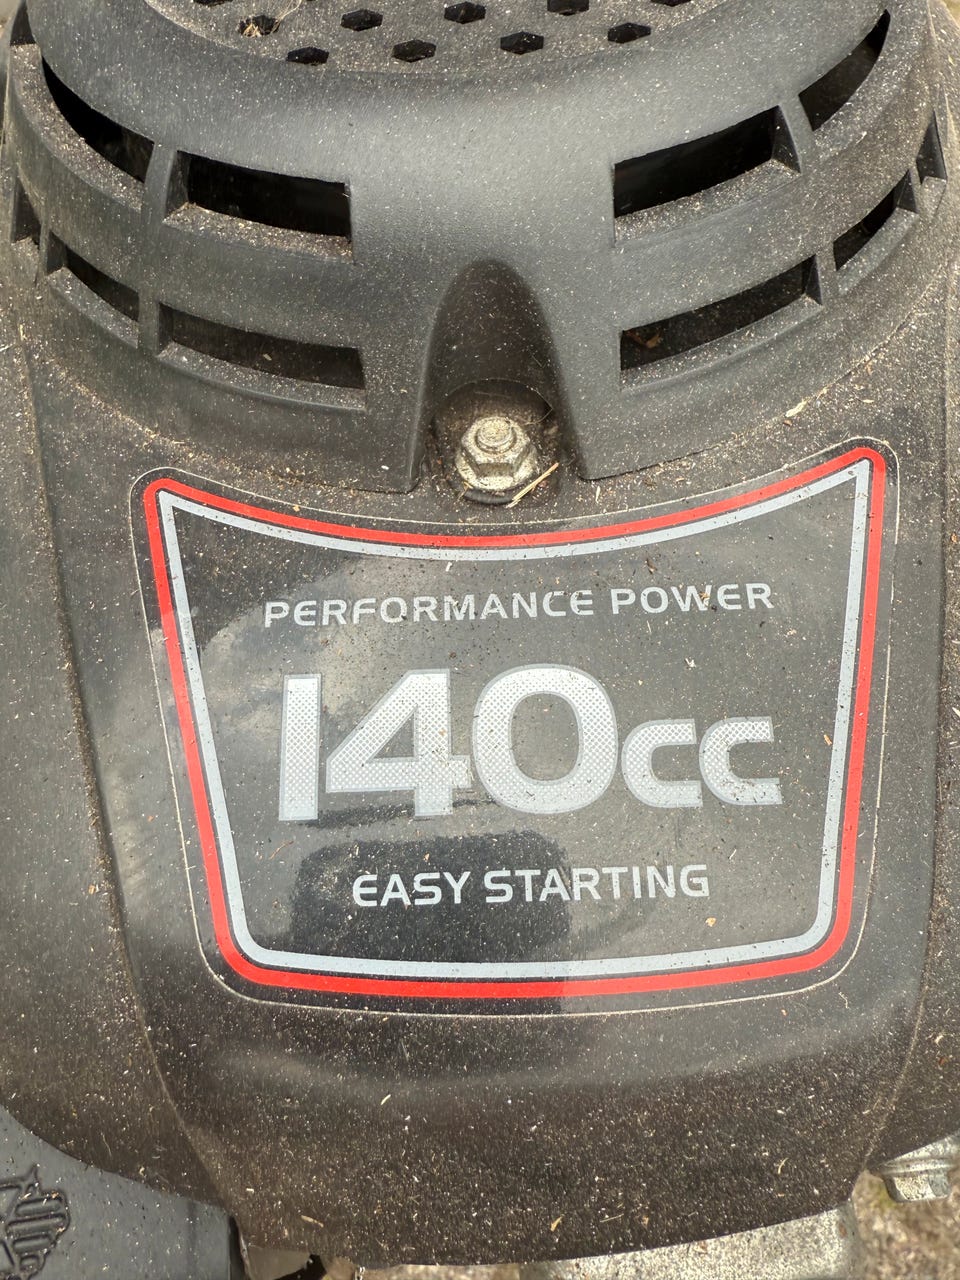 PERFORMANCE POWER
140cc
EASY STARTING